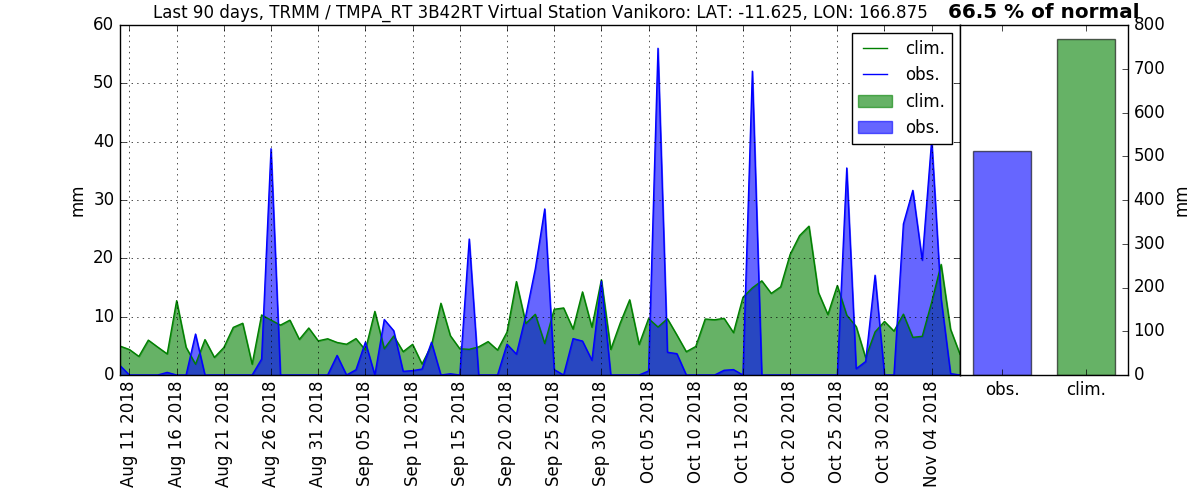 Last 90 days, TRMM / TMPA_RT 3B42RT Virtual Station Vanikoro: LAT: -11.625, LON: 166.875
66.5 % of normal
60
50
40
30
20
10
0
mm
clim.
obs.
clim.
obs.
800
700
600
500
400
300
200
100
0
mm
Aug 11 2018
Aug 16 2018
Aug 21 2018
Aug 26 2018
Aug 31 2018
Sep 05 2018
Sep 10 2018
Sep 15 2018
Sep 20 2018
Sep 25 2018
Sep 30 2018
Oct 05 2018
Oct 10 2018
Oct 15 2018
Oct 20 2018
Oct 25 2018
Oct 30 2018
Nov 04 2018
obs.
clim.